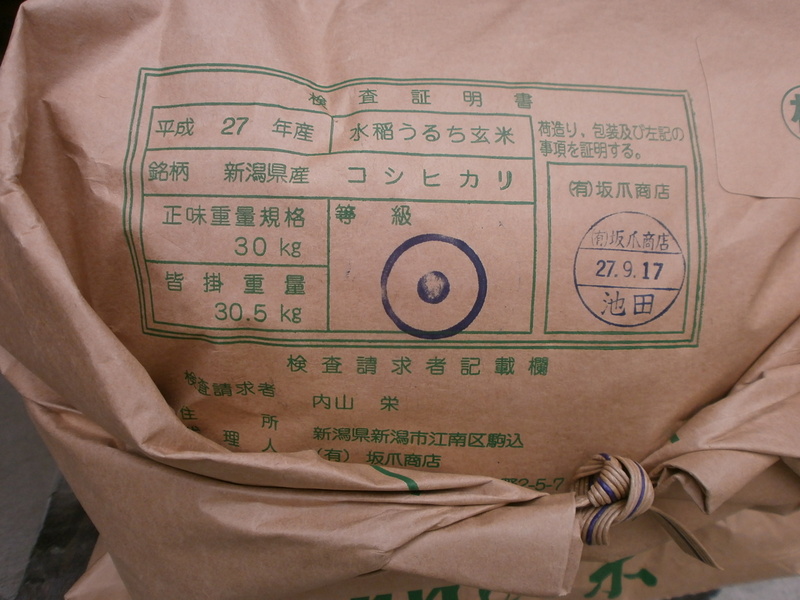 検査証明書
平成 27 年産 水稲うるち玄米
銘柄 新潟県産 コシヒカリ
正味重量規格
30 kg
皆掛重量
30.5 kg
等級
荷造り、包装及び左記の
事項を証明する。
(有)坂爪商店
(有)坂爪商店
27.9.17
池田
検査請求者記載欄
検査請求者 内山 栄
住所 新潟県新潟市江南区駒込
理人 (有) 坂爪商店
2-5-7